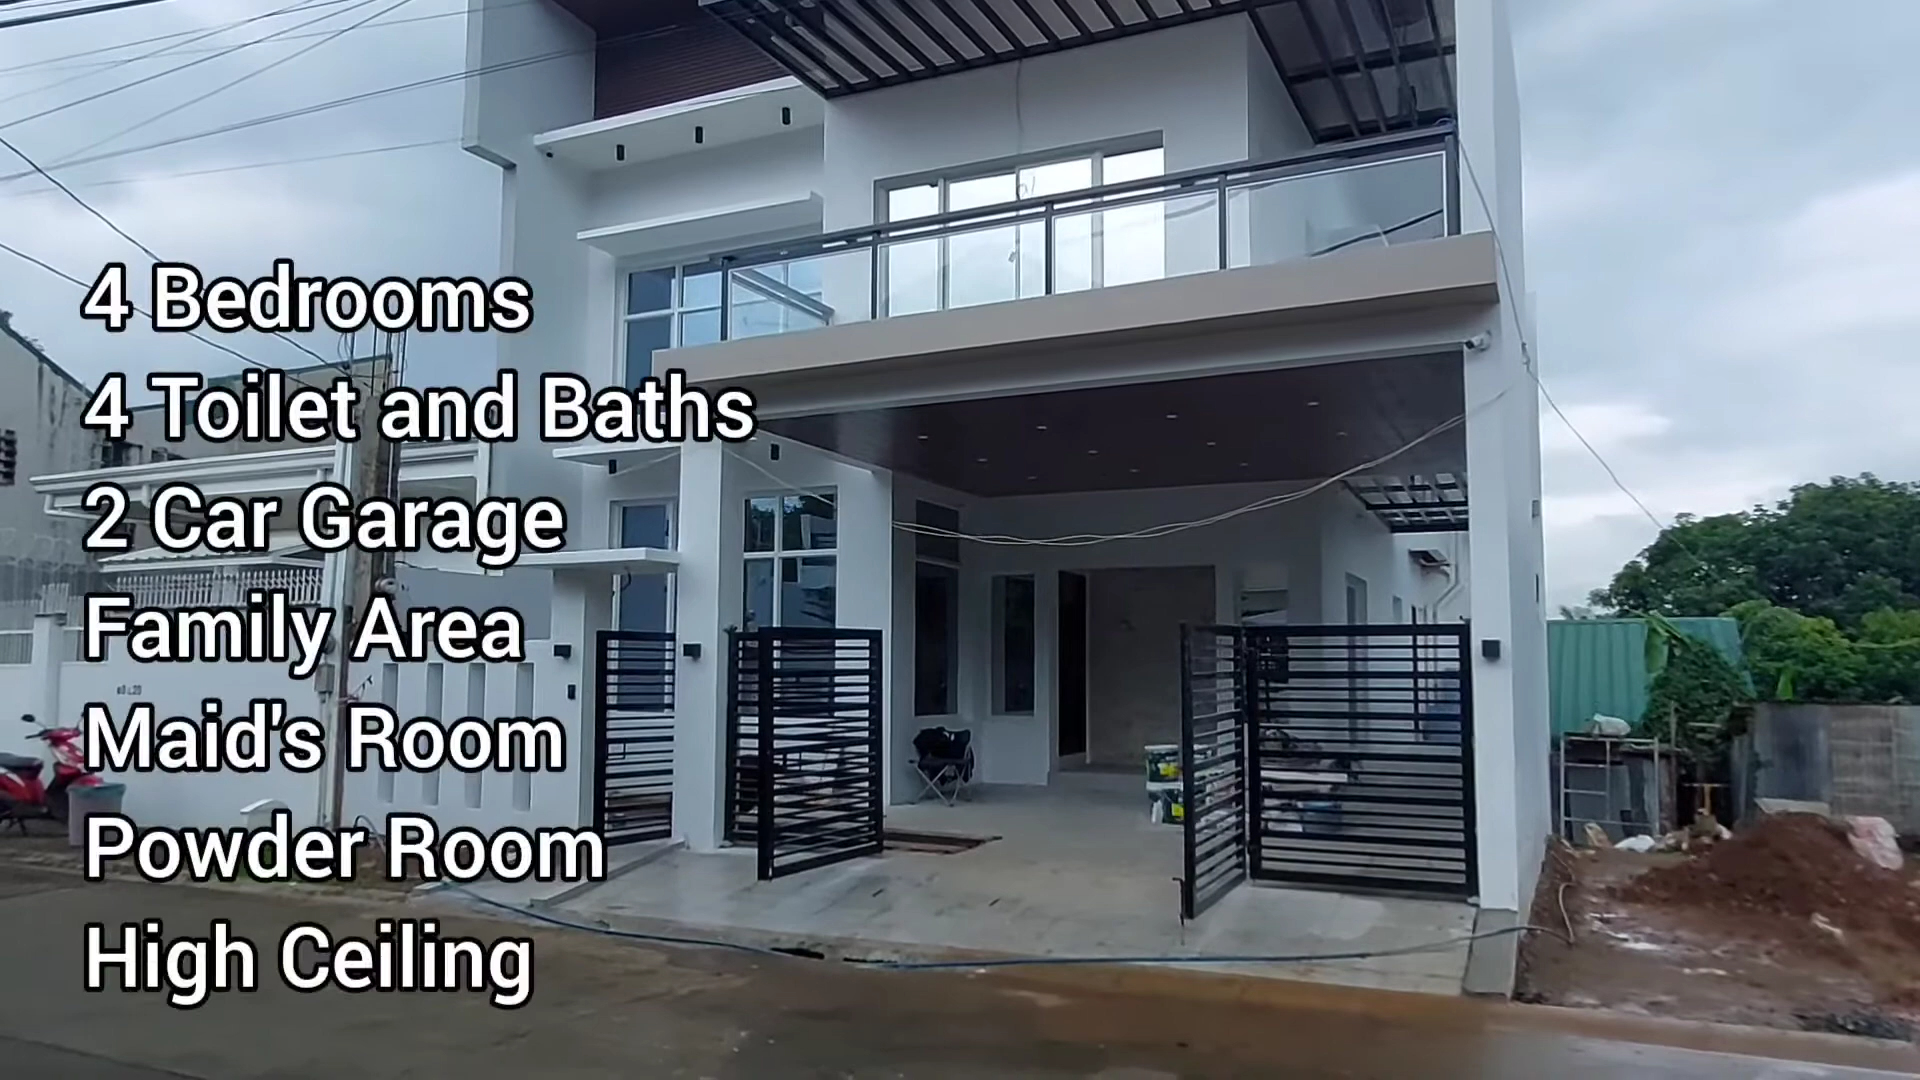 4 Bedrooms
4 Toilet and Baths
2 Car Garage
Family Area
Maid's Room
Powder Room
High Ceiling